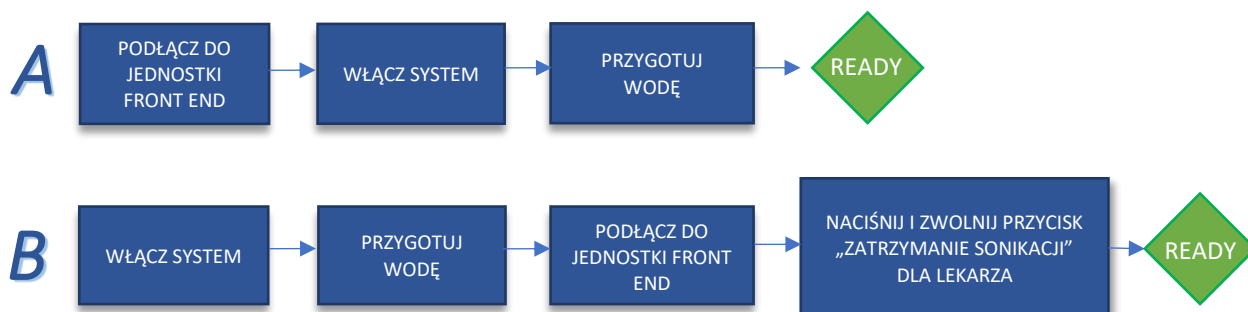 A
PODŁĄCZ DO
JEDNOSTKI
FRONT END
WŁĄCZ SYSTEM
PRZYGOTUJ
WODĘ
READY
B
WŁĄCZ SYSTEM
PRZYGOTUJ
WODĘ
PODŁĄCZ DO
JEDNOSTKI FRONT
END
NACIŚNIJ I ZWOLNIJ PRZYCISK
„ZATRZYMANIE SONIKACJI”
DLA LEKARZA
READY